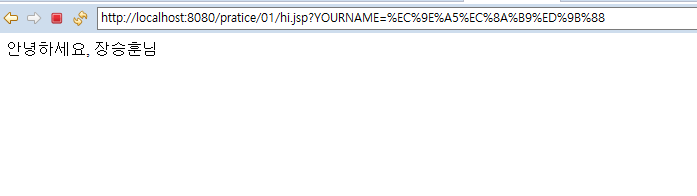 http://localhost:8080/pratice/01/hi.jsp?YOURNAME=%EC%9E%A5%EC%8A%B9%ED%9B%88
안녕하세요, 장승훈님